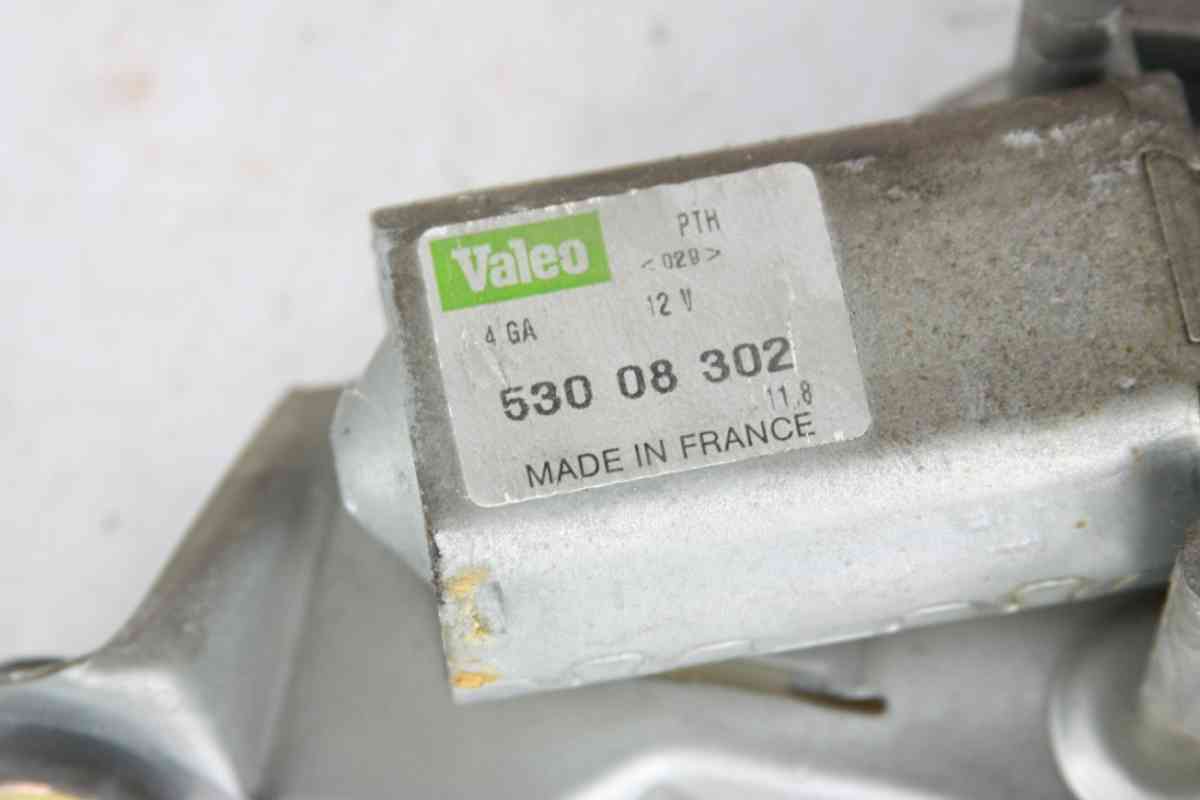 Valeo
PTH
<029>
4 GA
12 V
530 08 302
11.8
MADE IN FRANCE